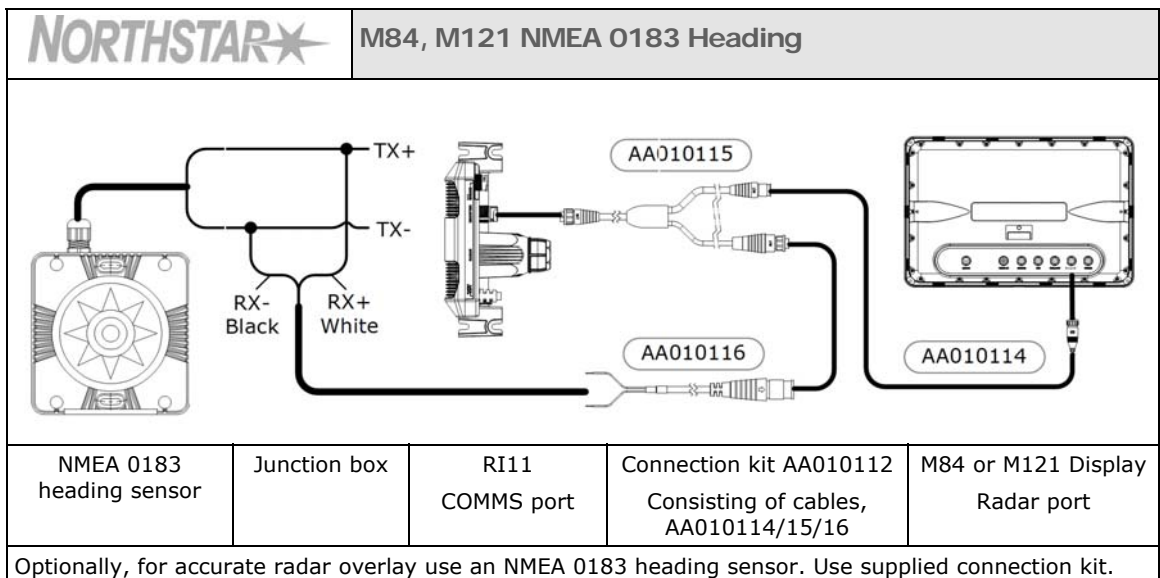 NORTHSTAR
M84, M121 NMEA 0183 Heading
TX+
TX-
RX-
Black
RX+
White
AA010115
AA010116
AA010114
NMEA 0183
heading sensor
Junction box
RI11
COMMS port
Connection kit AA010112
Consisting of cables,
AA010114/15/16
M84 or M121 Display
Radar port
Optionally, for accurate radar overlay use an NMEA 0183 heading sensor. Use supplied connection kit.